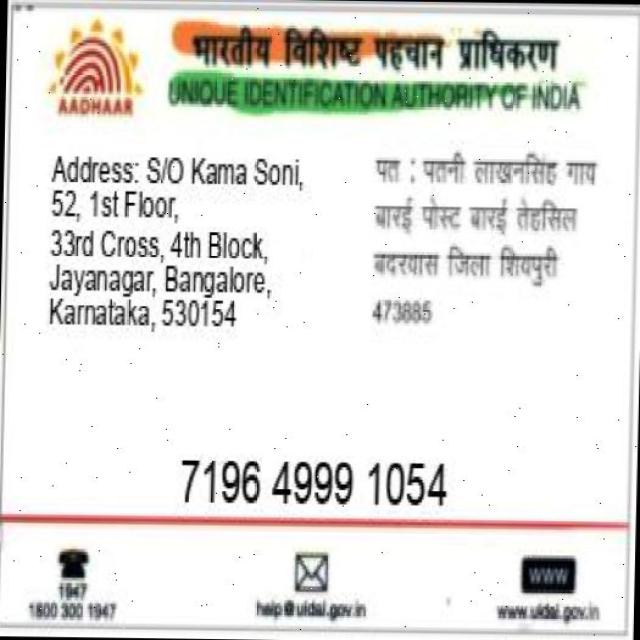 भारतीय विशिष्ट पहचान प्राधिकरण
UNIQUE IDENTIFICATION AUTHORITY OF INDIA
AADHAAR
Address: S/O Kama Soni,
52, 1st Floor,
33rd Cross, 4th Block,
Jayanagar, Bangalore,
Karnataka, 530154
पत : पतनी लाखनसिंह गाय
बारई पोस्ट बारई तेहसिल
बदरवास जिला शिवपुरी
473885
7196 4999 1054
1947
1800 300 1947
help@uidai.gov.in
WWW
www.uidai.gov.in